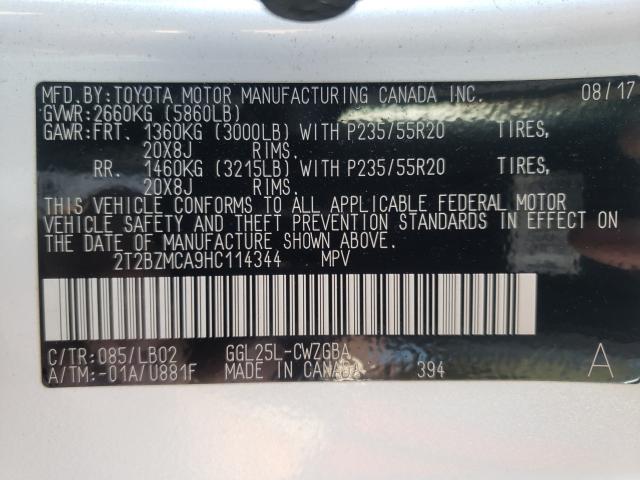 MFD.BY:TOYOTA MOTOR MANUFACTURING CANADA INC. 08/17
GVWR:2660KG (5860LB)
GAWR:FRT. 1360KG (3000LB) WITH P235/55R20 TIRES,
20X8J RIMS.
RR. 1460KG (3215LB) WITH P235/55R20 TIRES,
20X8J RIMS.
THIS VEHICLE CONFORMS TO ALL APPLICABLE FEDERAL MOTOR
VEHICLE SAFETY AND THEFT PREVENTION STANDARDS IN EFFECT ON
THE DATE OF MANUFACTURE SHOWN ABOVE.
2T2BZMCA9HC114344 MPV
C/TR:085/LB02 GGL25L-CWZGBA
A/TM:-01A/U881F MADE IN CANADA 394 A